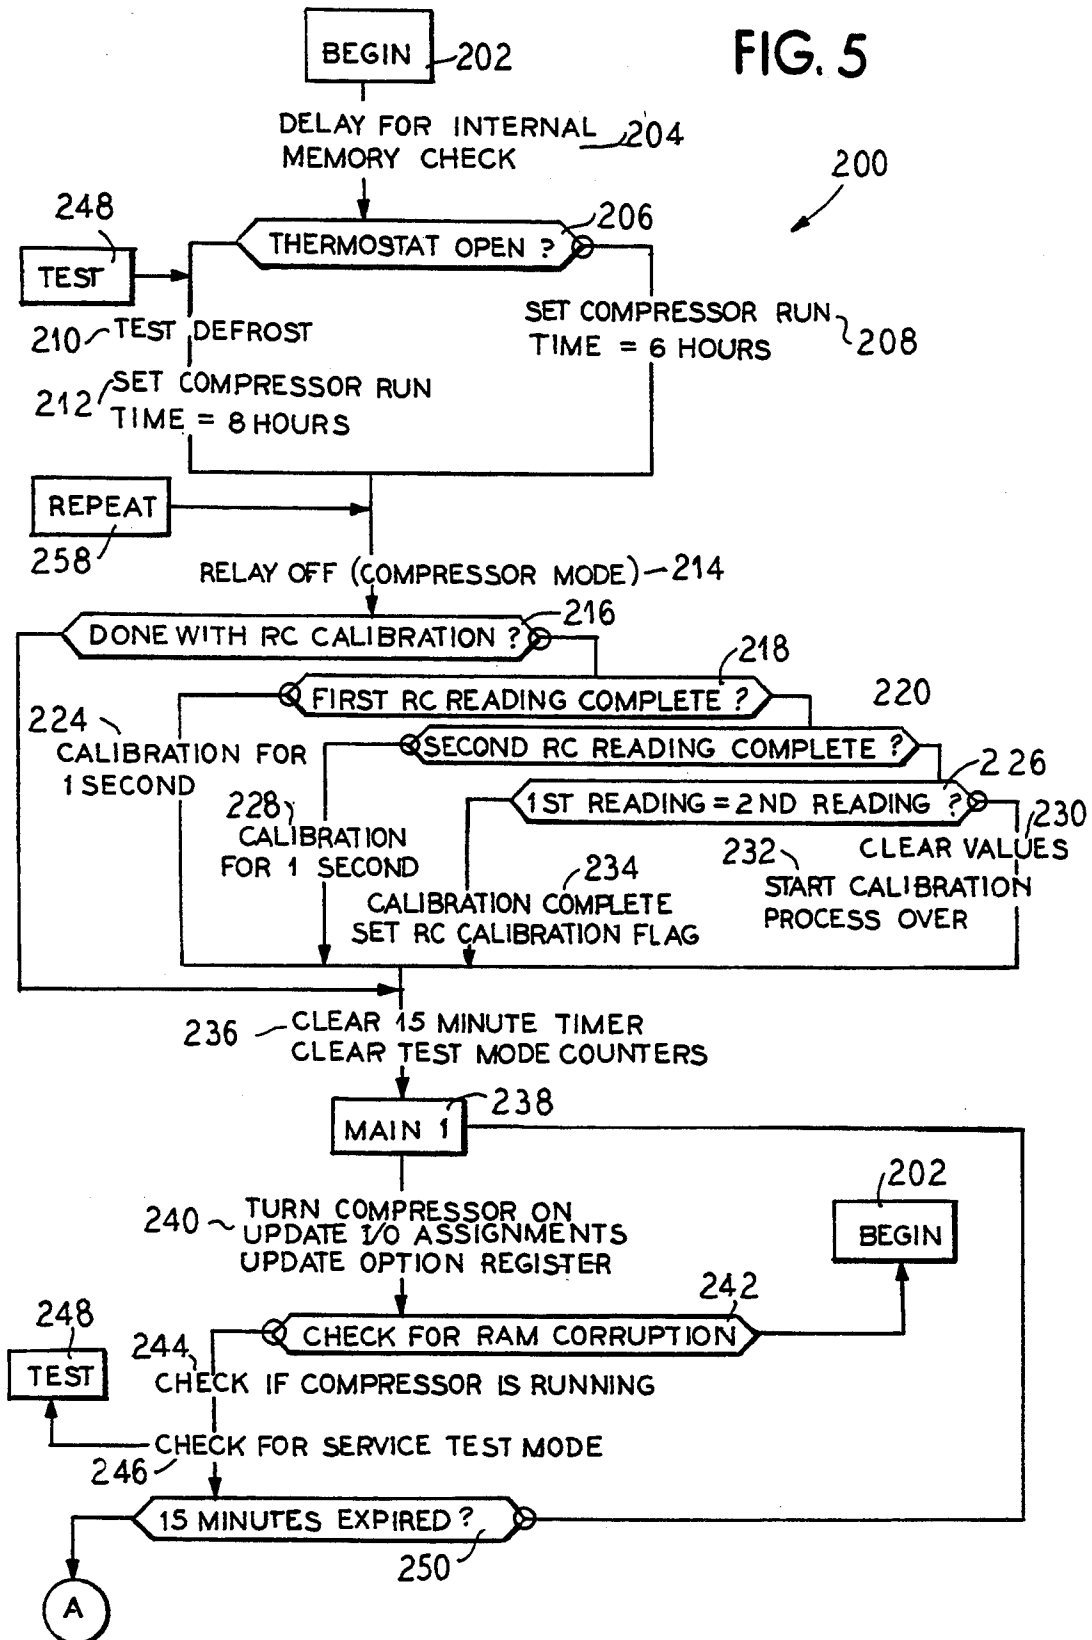 FIG. 5
BEGIN
202
DELAY FOR INTERNAL
MEMORY CHECK
204
200
248
206
THERMOSTAT OPEN ?
TEST
210
TEST DEFROST
SET COMPRESSOR RUN
TIME = 6 HOURS
208
212
SET COMPRESSOR RUN
TIME = 8 HOURS
REPEAT
258
RELAY OFF (COMPRESSOR MODE)
214
216
DONE WITH RC CALIBRATION ?
218
FIRST RC READING COMPLETE ?
220
224
CALIBRATION FOR
1 SECOND
SECOND RC READING COMPLETE ?
226
1ST READING = 2ND READING ?
228
CALIBRATION
FOR 1 SECOND
230
CLEAR VALUES
232
START CALIBRATION
PROCESS OVER
234
CALIBRATION COMPLETE
SET RC CALIBRATION FLAG
236
CLEAR 15 MINUTE TIMER
CLEAR TEST MODE COUNTERS
238
MAIN 1
240
TURN COMPRESSOR ON
UPDATE I/O ASSIGNMENTS
UPDATE OPTION REGISTER
202
BEGIN
242
CHECK FOR RAM CORRUPTION
248
TEST
244
CHECK IF COMPRESSOR IS RUNNING
CHECK FOR SERVICE TEST MODE
246
15 MINUTES EXPIRED ?
250
A